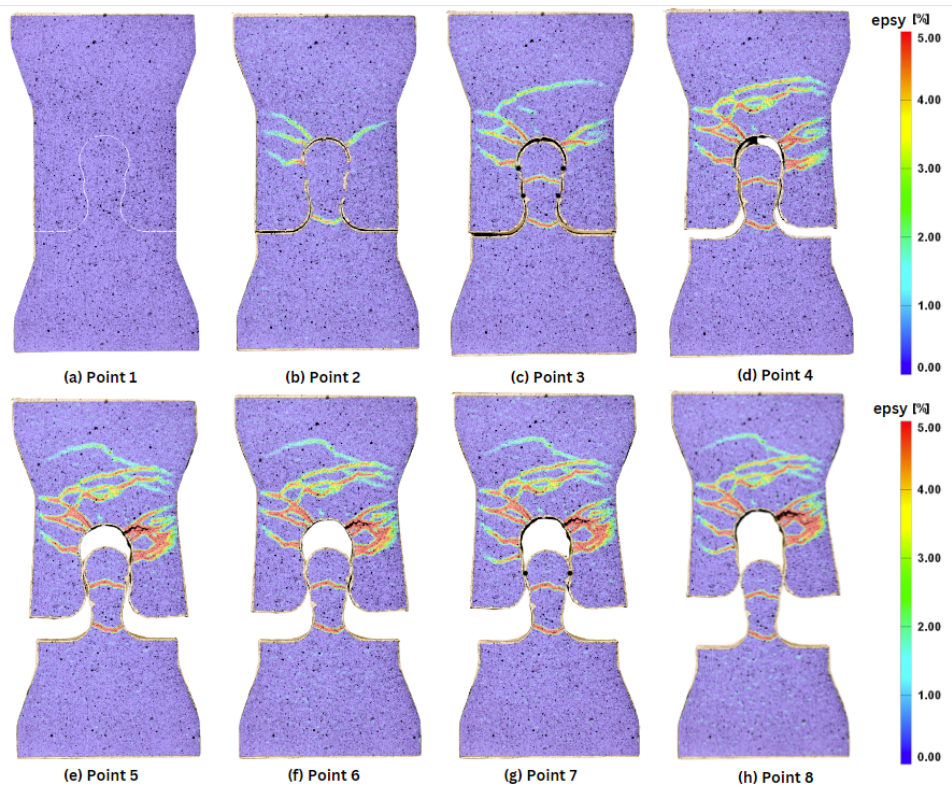 epsy [%]
5.00
4.00
3.00
2.00
1.00
0.00
(a) Point 1
(b) Point 2
(c) Point 3
(d) Point 4
epsy [%]
5.00
4.00
3.00
2.00
1.00
0.00
(e) Point 5
(f) Point 6
(g) Point 7
(h) Point 8